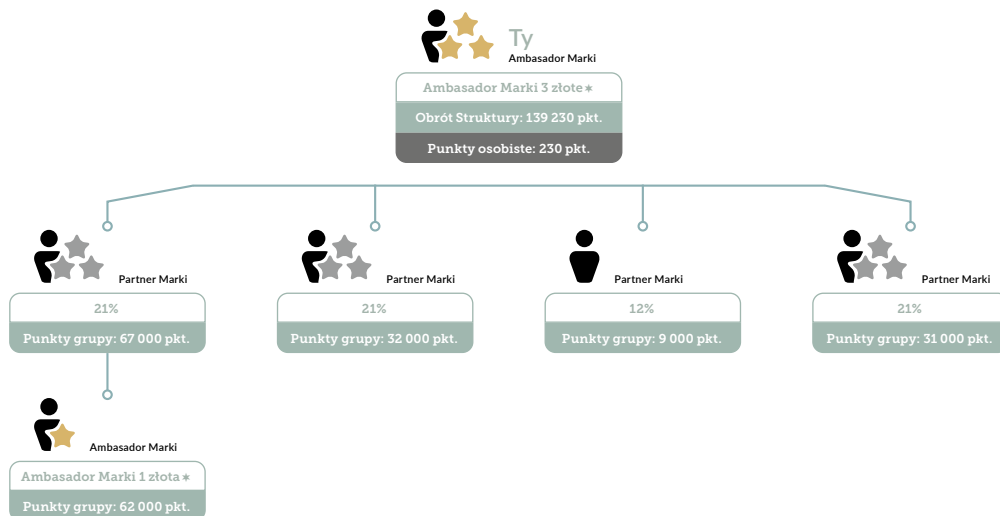 Ty
Ambasador Marki
Ambasador Marki 3 złote✶
Obrót Struktury: 139 230 pkt.
Punkty osobiste: 230 pkt.
Partner Marki
21%
Punkty grupy: 67 000 pkt.
Partner Marki
21%
Punkty grupy: 32 000 pkt.
Partner Marki
12%
Punkty grupy: 9 000 pkt.
Partner Marki
21%
Punkty grupy: 31 000 pkt.
Ambasador Marki
Ambasador Marki 1 złota✶
Punkty grupy: 62 000 pkt.